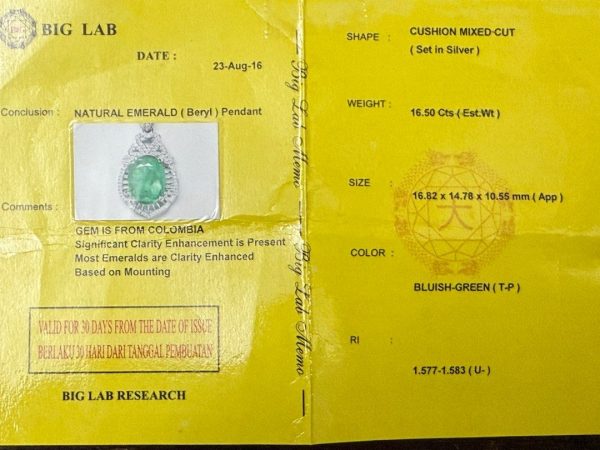 BIG LAB
DATE :
23-Aug-16
Conclusion : NATURAL EMERALD ( Beryl ) Pendant
Comments :
GEM IS FROM COLOMBIA
Significant Clarity Enhancement is Present
Most Emeralds are Clarity Enhanced
Based on Mounting
VALID FOR 30 DAYS FROM THE DATE OF ISSUE
BERLAKU 30 HARI DARI TANGGAL PEMBUATAN
BIG LAB RESEARCH
Big Lab Memo
Big Lab Memo
SHAPE : CUSHION MIXED CUT
( Set in Silver )
WEIGHT : 16.50 Cts ( Est.Wt )
SIZE :
16.82 x 14.78 x 10.55 mm ( App )
天
COLOR :
BLUISH-GREEN ( T-P )
RI :
1.577-1.583 ( U- )